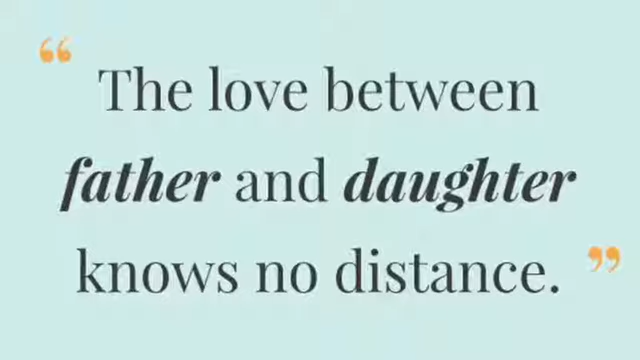 “The love between
father and daughter
knows no distance.”